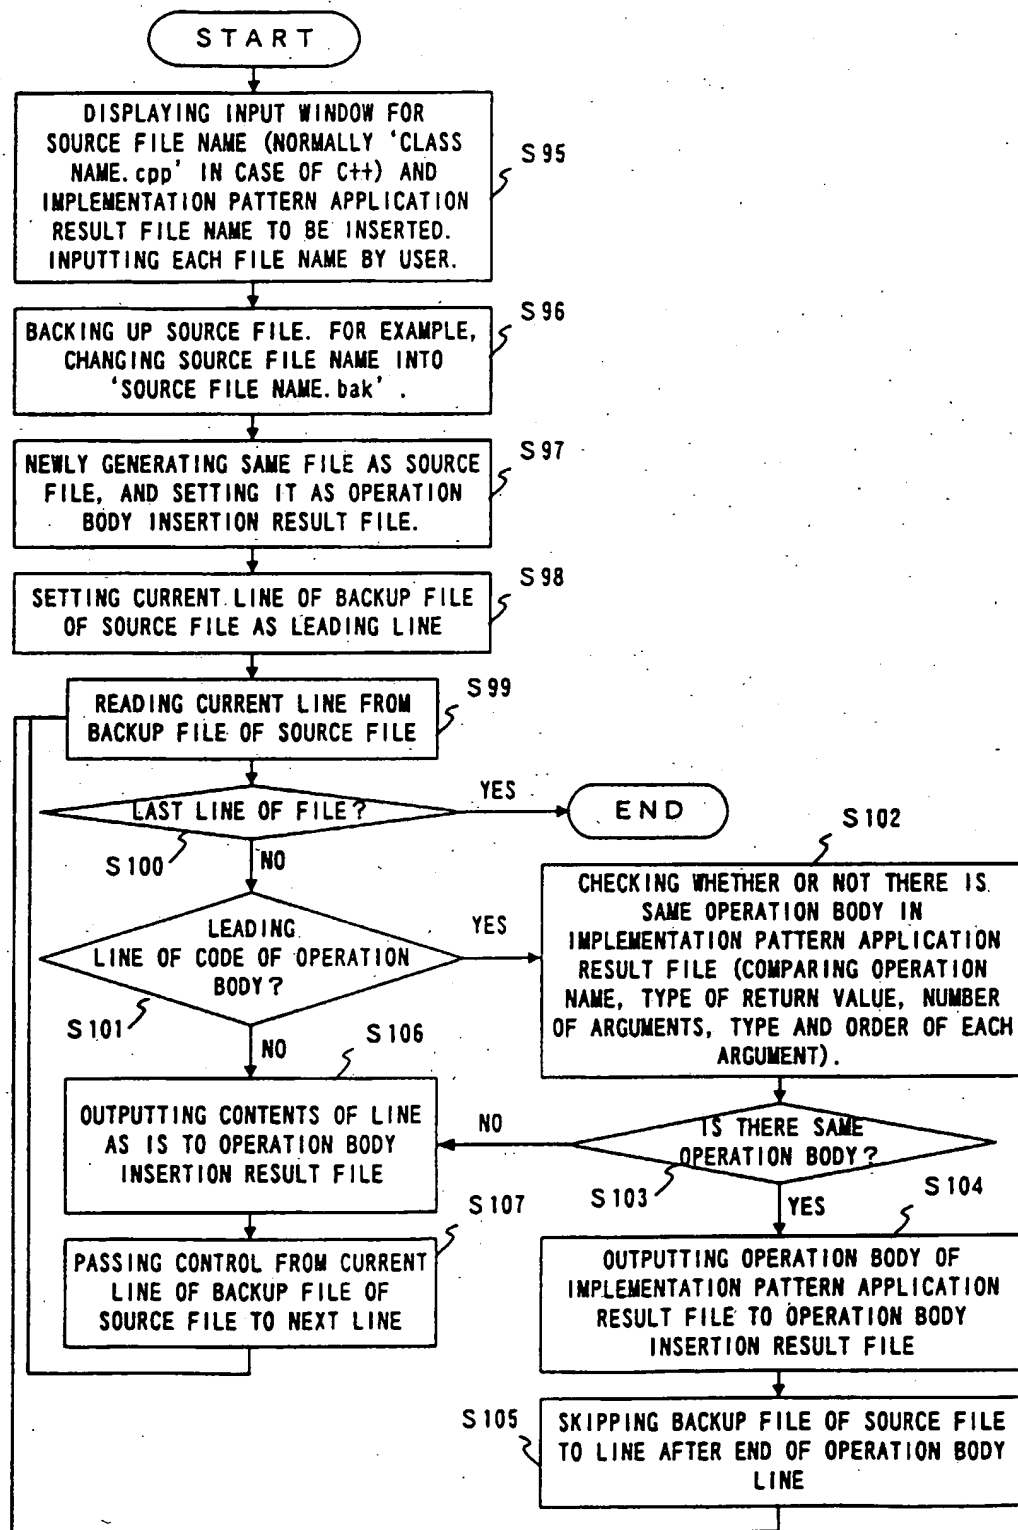 START
DISPLAYING INPUT WINDOW FOR
SOURCE FILE NAME (NORMALLY ‘CLASS
NAME.cpp’ IN CASE OF C++) AND
IMPLEMENTATION PATTERN APPLICATION
RESULT FILE NAME TO BE INSERTED.
INPUTTING EACH FILE NAME BY USER.
S95
BACKING UP SOURCE FILE. FOR EXAMPLE,
CHANGING SOURCE FILE NAME INTO
‘SOURCE FILE NAME.bak’ .
S96
NEWLY GENERATING SAME FILE AS SOURCE
FILE, AND SETTING IT AS OPERATION
BODY INSERTION RESULT FILE.
S97
SETTING CURRENT LINE OF BACKUP FILE
OF SOURCE FILE AS LEADING LINE
S98
READING CURRENT LINE FROM
BACKUP FILE OF SOURCE FILE
S99
LAST LINE OF FILE?
YES
END
S100
NO
LEADING
LINE OF CODE OF OPERATION
BODY?
YES
S101
NO
S102
CHECKING WHETHER OR NOT THERE IS
SAME OPERATION BODY IN
IMPLEMENTATION PATTERN APPLICATION
RESULT FILE (COMPARING OPERATION
NAME, TYPE OF RETURN VALUE, NUMBER
OF ARGUMENTS, TYPE AND ORDER OF EACH
ARGUMENT).
IS THERE SAME
OPERATION BODY?
NO
S103
YES
S106
OUTPUTTING CONTENTS OF LINE
AS IS TO OPERATION BODY
INSERTION RESULT FILE
S107
PASSING CONTROL FROM CURRENT
LINE OF BACKUP FILE OF
SOURCE FILE TO NEXT LINE
S104
OUTPUTTING OPERATION BODY OF
IMPLEMENTATION PATTERN APPLICATION
RESULT FILE TO OPERATION BODY
INSERTION RESULT FILE
S105
SKIPPING BACKUP FILE OF SOURCE FILE
TO LINE AFTER END OF OPERATION BODY
LINE